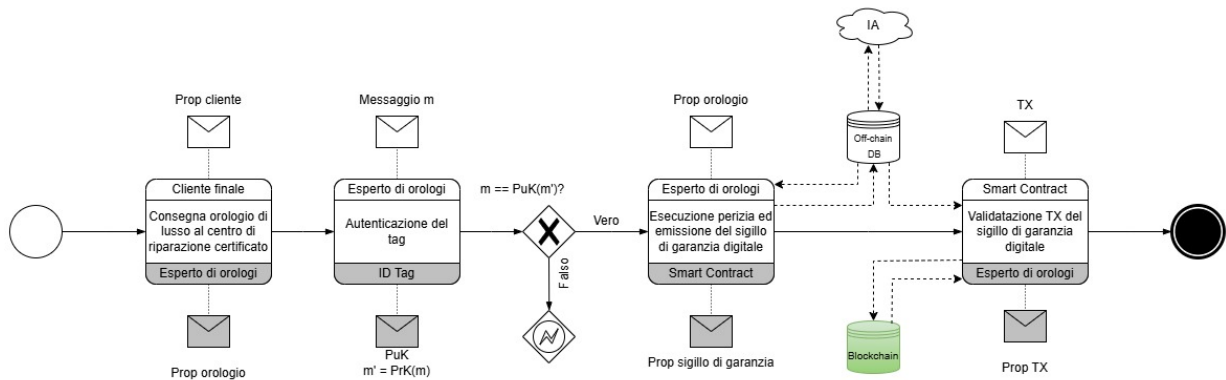 IA
Prop cliente
Messaggio m
Prop orologio
TX
Off-chain
DB
Cliente finale
Consegna orologio di
lusso al centro di
riparazione certificato
Esperto di orologi
Esperto di orologi
Autenticazione del
tag
ID Tag
m == PuK(m')?
Vero
Falso
Esperto di orologi
Esecuzione perizia ed
emissione del sigillo
di garanzia digitale
Smart Contract
Smart Contract
Validatazione TX del
sigillo di garanzia
digitale
Esperto di orologi
Prop orologio
PuK
m' = PrK(m)
Prop sigillo di garanzia
Blockchain
Prop TX